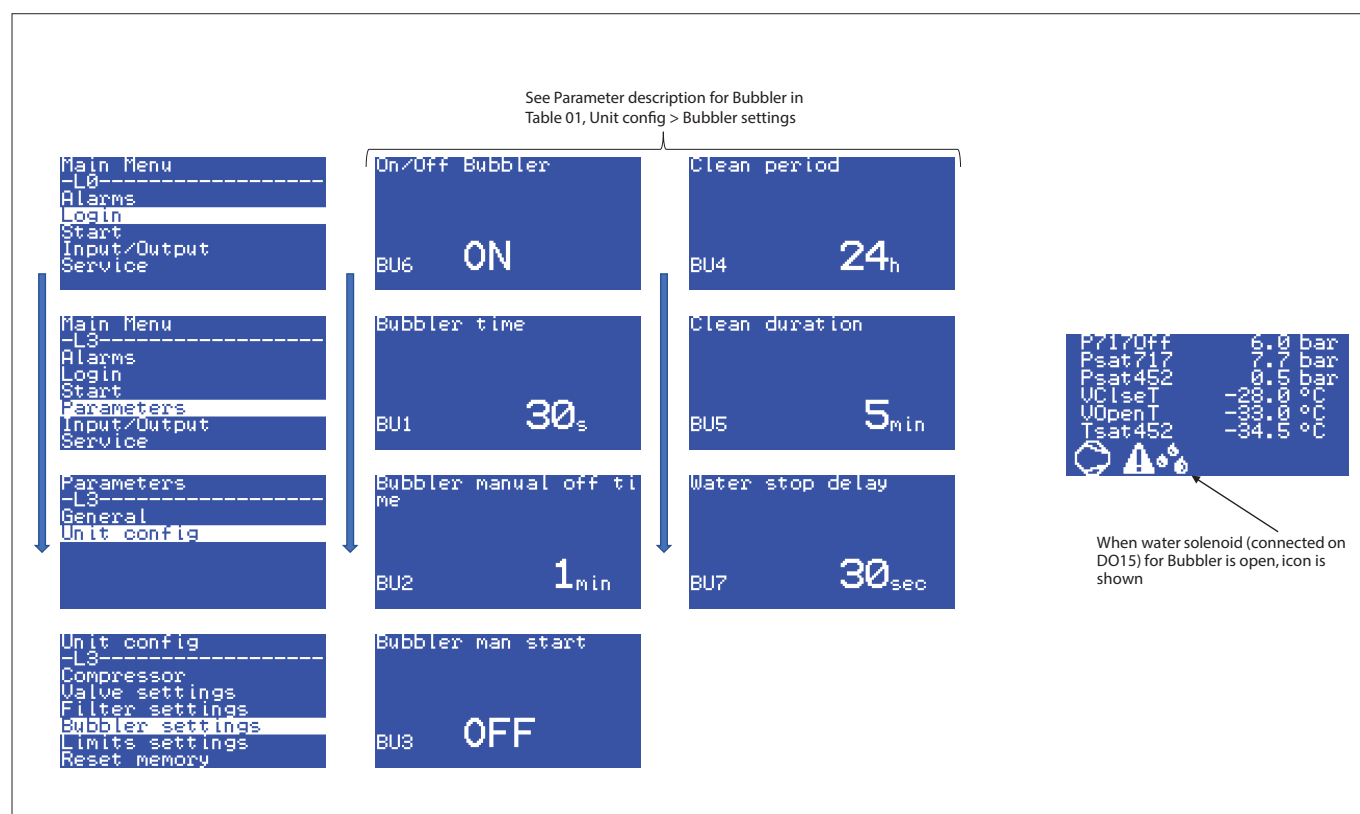 See Parameter description for Bubbler in
Table 01, Unit config > Bubbler settings
Main Menu
-L0-------------------
Alarms
Login
Start
Input/Output
Service
Main Menu
-L3-------------------
Alarms
Login
Start
Parameters
Input/Output
Service
Parameters
-L3-------------------
General
Unit config
Unit config
-L3-------------------
Compressor
Valve settings
Filter settings
Bubbler settings
Limits settings
Reset memory
On/Off Bubbler
BU6 ON
Bubbler time
BU1 30s
Bubbler manual off ti
me
BU2 1min
Bubbler man start
BU3 OFF
Clean period
BU4 24h
Clean duration
BU5 5min
Water stop delay
BU7 30sec
P717Off 6.0 bar
Psat717 7.7 bar
Psat452 0.5 bar
VClseT -28.0 °C
VOpenT -33.0 °C
Tsat452 -34.5 °C
When water solenoid (connected on
DO15) for Bubbler is open, icon is
shown